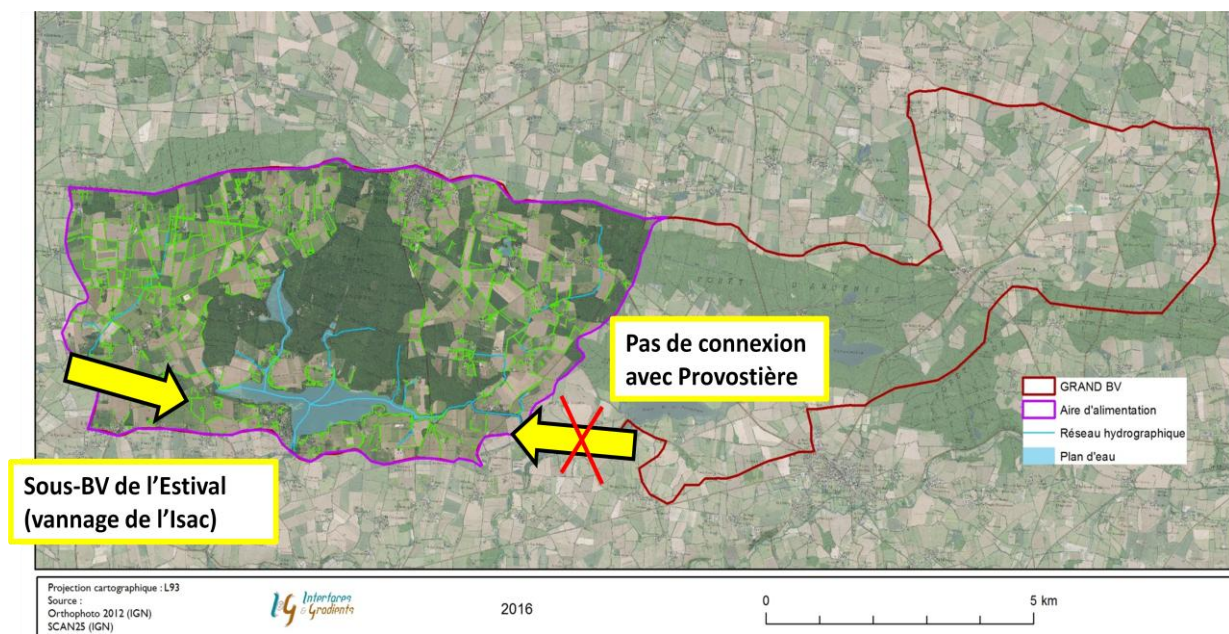 Pas de connexion
avec Provostière
GRAND BV
Aire d'alimentation
Réseau hydrographique
Plan d'eau
Sous-BV de l'Estival
(vannage de l'Isac)
Projection cartographique : L93
Source :
Orthophoto 2012 (IGN)
SCAN25 (IGN)
I&G Interfaces
& Gradients
2016
0
5 km